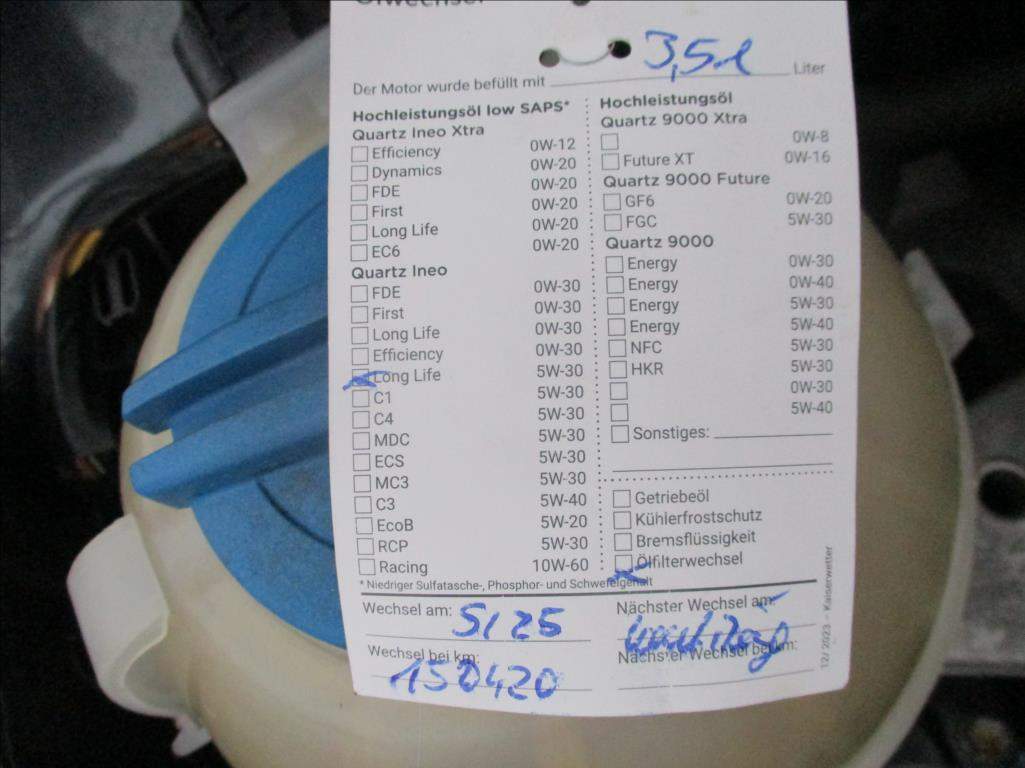 Ölwechsel
Der Motor wurde befüllt mit 3,5 l Liter
Hochleistungsöl low SAPS*
Quartz Ineo Xtra
Efficiency 0W-12
Dynamics 0W-20
FDE 0W-20
First 0W-20
Long Life 0W-20
EC6 0W-20
Quartz Ineo
FDE 0W-30
First 0W-30
Long Life 0W-30
Efficiency 0W-30
Long Life 5W-30
C1 5W-30
C4 5W-30
MDC 5W-30
ECS 5W-30
MC3 5W-30
C3 5W-40
EcoB 5W-20
RCP 5W-30
Racing 10W-60
* Niedriger Sulfatasche-, Phosphor- und Schwefelgehalt
Hochleistungsöl
Quartz 9000 Xtra
0W-8
Future XT 0W-16
Quartz 9000 Future
GF6 0W-20
FGC 5W-30
Quartz 9000
Energy 0W-30
Energy 0W-40
Energy 5W-30
Energy 5W-40
NFC 5W-30
HKR 5W-30
0W-30
5W-40
Sonstiges:
Getriebeöl
Kühlerfrostschutz
Bremsflüssigkeit
Ölfilterwechsel
Wechsel am: 5/25
Wechsel bei km: 150420
Nächster Wechsel am:
Nächster Wechsel bei km:
12/2023 – Kaiserwetter